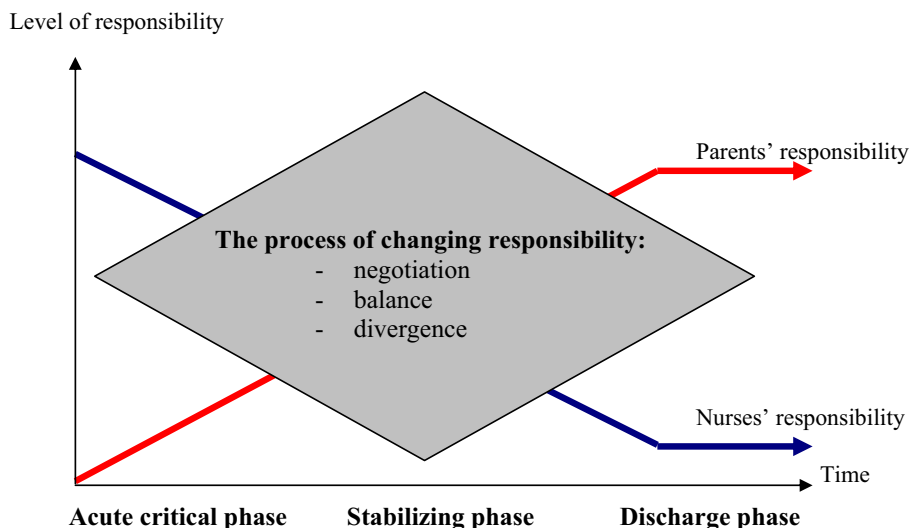 Level of responsibility
Parents’ responsibility
The process of changing responsibility:
- negotiation
- balance
- divergence
Nurses’ responsibility
Time
Acute critical phase Stabilizing phase Discharge phase